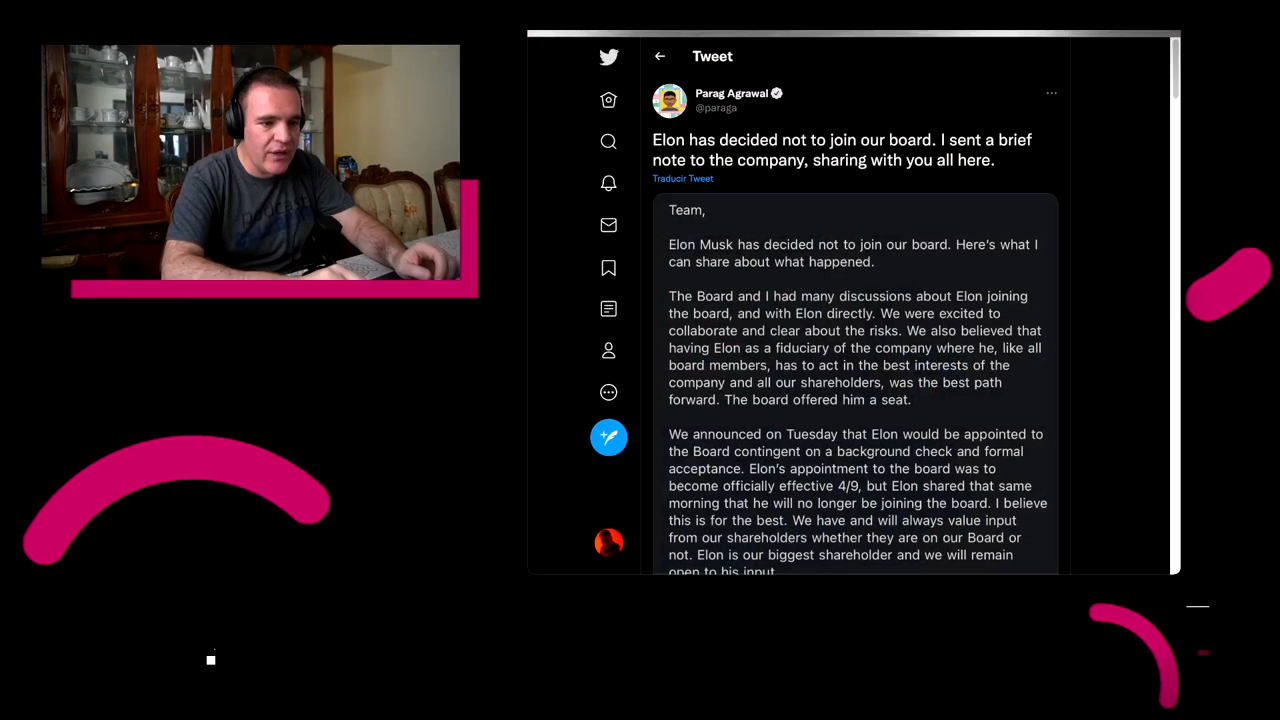 Tweet
Parag Agrawal
@paraga
Elon has decided not to join our board. I sent a brief
note to the company, sharing with you all here.
Traducir Tweet
Team,
Elon Musk has decided not to join our board. Here's what I
can share about what happened.
The Board and I had many discussions about Elon joining
the board, and with Elon directly. We were excited to
collaborate and clear about the risks. We also believed that
having Elon as a fiduciary of the company where he, like all
board members, has to act in the best interests of the
company and all our shareholders, was the best path
forward. The board offered him a seat.
We announced on Tuesday that Elon would be appointed to
the Board contingent on a background check and formal
acceptance. Elon's appointment to the board was to
become officially effective 4/9, but Elon shared that same
morning that he will no longer be joining the board. I believe
this is for the best. We have and will always value input
from our shareholders whether they are on our Board or
not. Elon is our biggest shareholder and we will remain
open to his input.